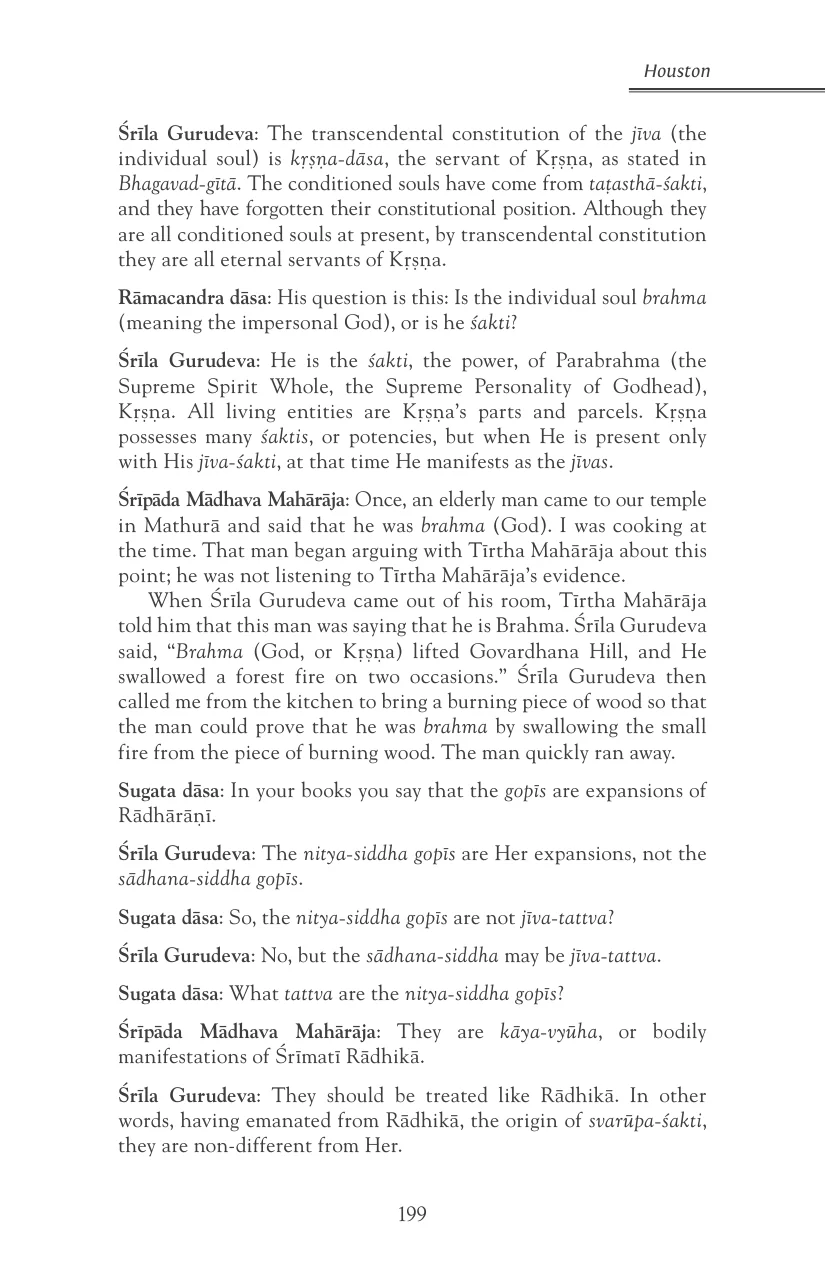 Houston
Śrīla Gurudeva: The transcendental constitution of the jīva (the
individual soul) is kṛṣṇa-dāsa, the servant of Kṛṣṇa, as stated in
Bhagavad-gītā. The conditioned souls have come from taṭasthā-śakti,
and they have forgotten their constitutional position. Although they
are all conditioned souls at present, by transcendental constitution
they are all eternal servants of Kṛṣṇa.
Rāmacandra dāsa: His question is this: Is the individual soul brahma
(meaning the impersonal God), or is he śakti?
Śrīla Gurudeva: He is the śakti, the power, of Parabrahma (the
Supreme Spirit Whole, the Supreme Personality of Godhead),
Kṛṣṇa. All living entities are Kṛṣṇa’s parts and parcels. Kṛṣṇa
possesses many śaktis, or potencies, but when He is present only
with His jīva-śakti, at that time He manifests as the jīvas.
Śrīpāda Mādhava Mahārāja: Once, an elderly man came to our temple
in Mathurā and said that he was brahma (God). I was cooking at
the time. That man began arguing with Tīrtha Mahārāja about this
point; he was not listening to Tīrtha Mahārāja’s evidence.
When Śrīla Gurudeva came out of his room, Tīrtha Mahārāja
told him that this man was saying that he is Brahma. Śrīla Gurudeva
said, “Brahma (God, or Kṛṣṇa) lifted Govardhana Hill, and He
swallowed a forest fire on two occasions.” Śrīla Gurudeva then
called me from the kitchen to bring a burning piece of wood so that
the man could prove that he was brahma by swallowing the small
fire from the piece of burning wood. The man quickly ran away.
Sugata dāsa: In your books you say that the gopīs are expansions of
Rādhārāṇī.
Śrīla Gurudeva: The nitya-siddha gopīs are Her expansions, not the
sādhana-siddha gopīs.
Sugata dāsa: So, the nitya-siddha gopīs are not jīva-tattva?
Śrīla Gurudeva: No, but the sādhana-siddha may be jīva-tattva.
Sugata dāsa: What tattva are the nitya-siddha gopīs?
Śrīpāda Mādhava Mahārāja: They are kāya-vyūha, or bodily
manifestations of Śrīmatī Rādhikā.
Śrīla Gurudeva: They should be treated like Rādhikā. In other
words, having emanated from Rādhikā, the origin of svarūpa-śakti,
they are non-different from Her.
199